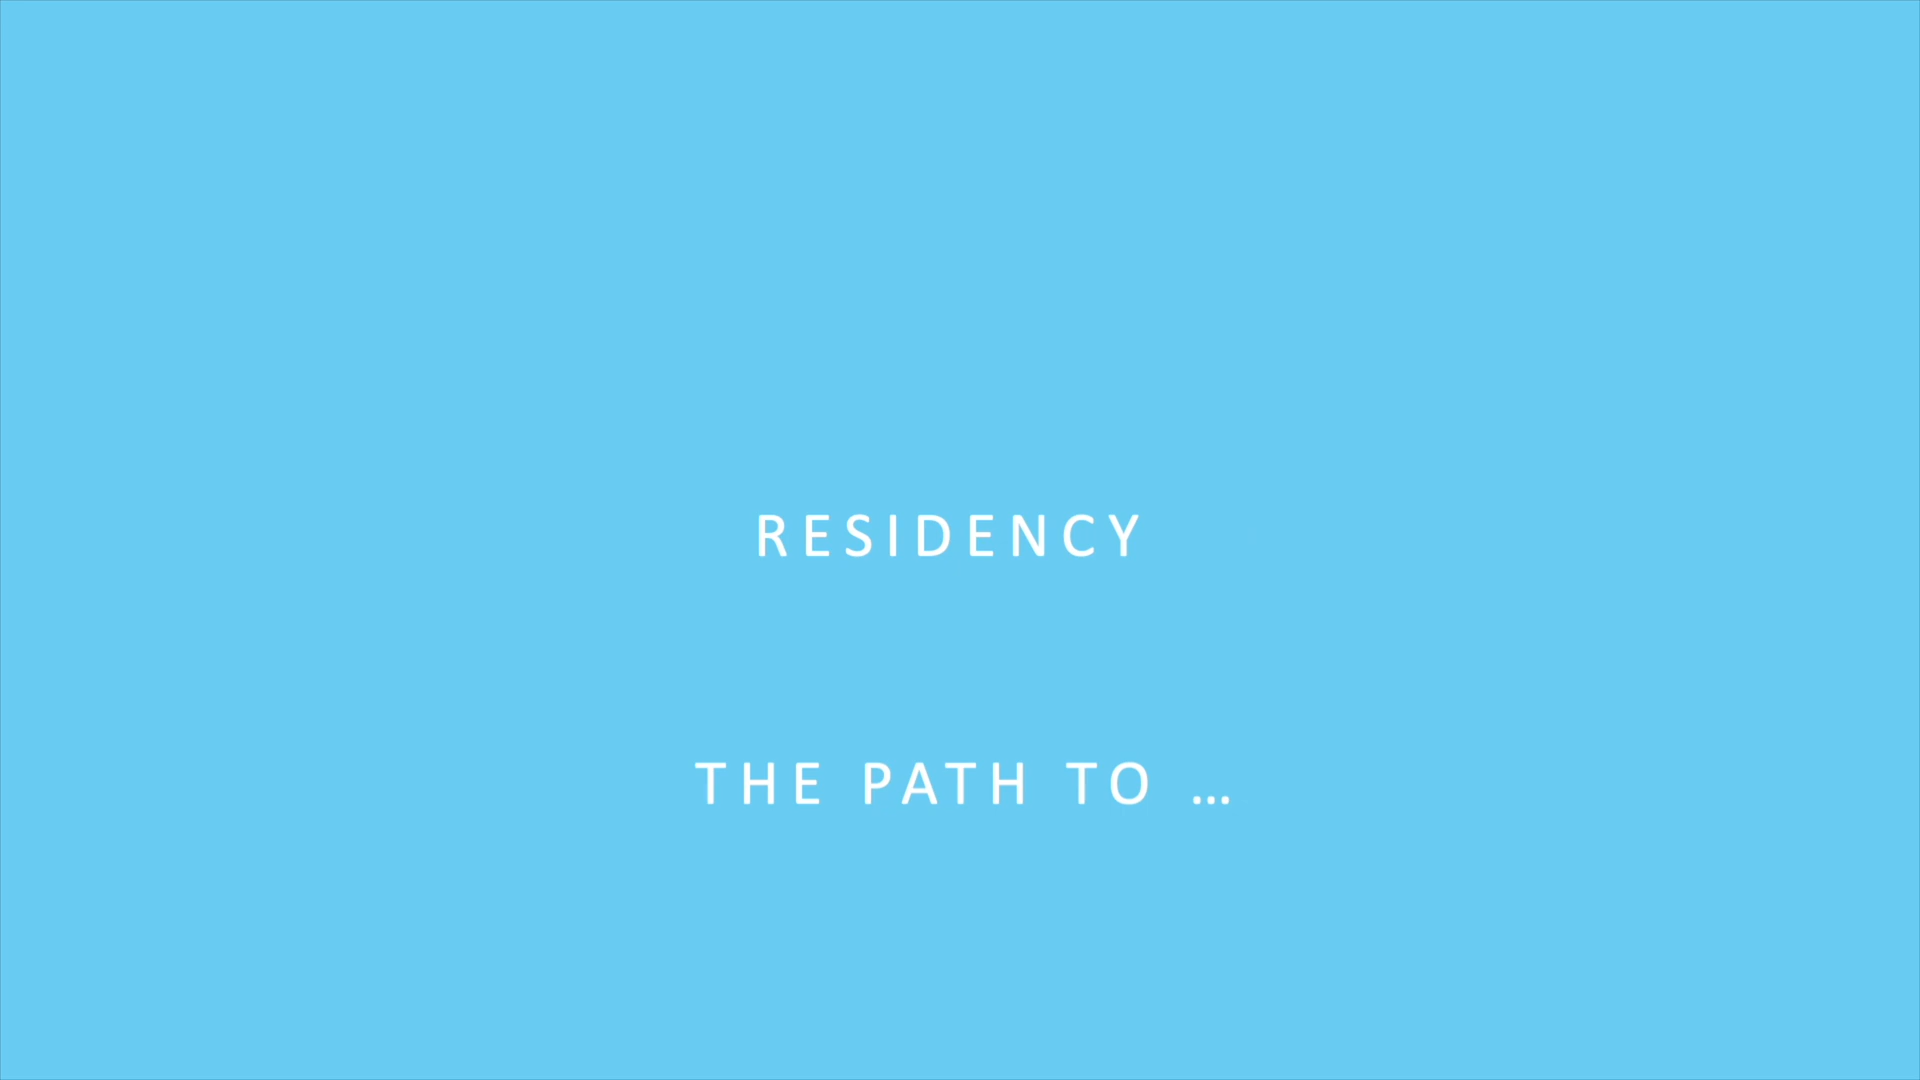 RESIDENCY
THE PATH TO …